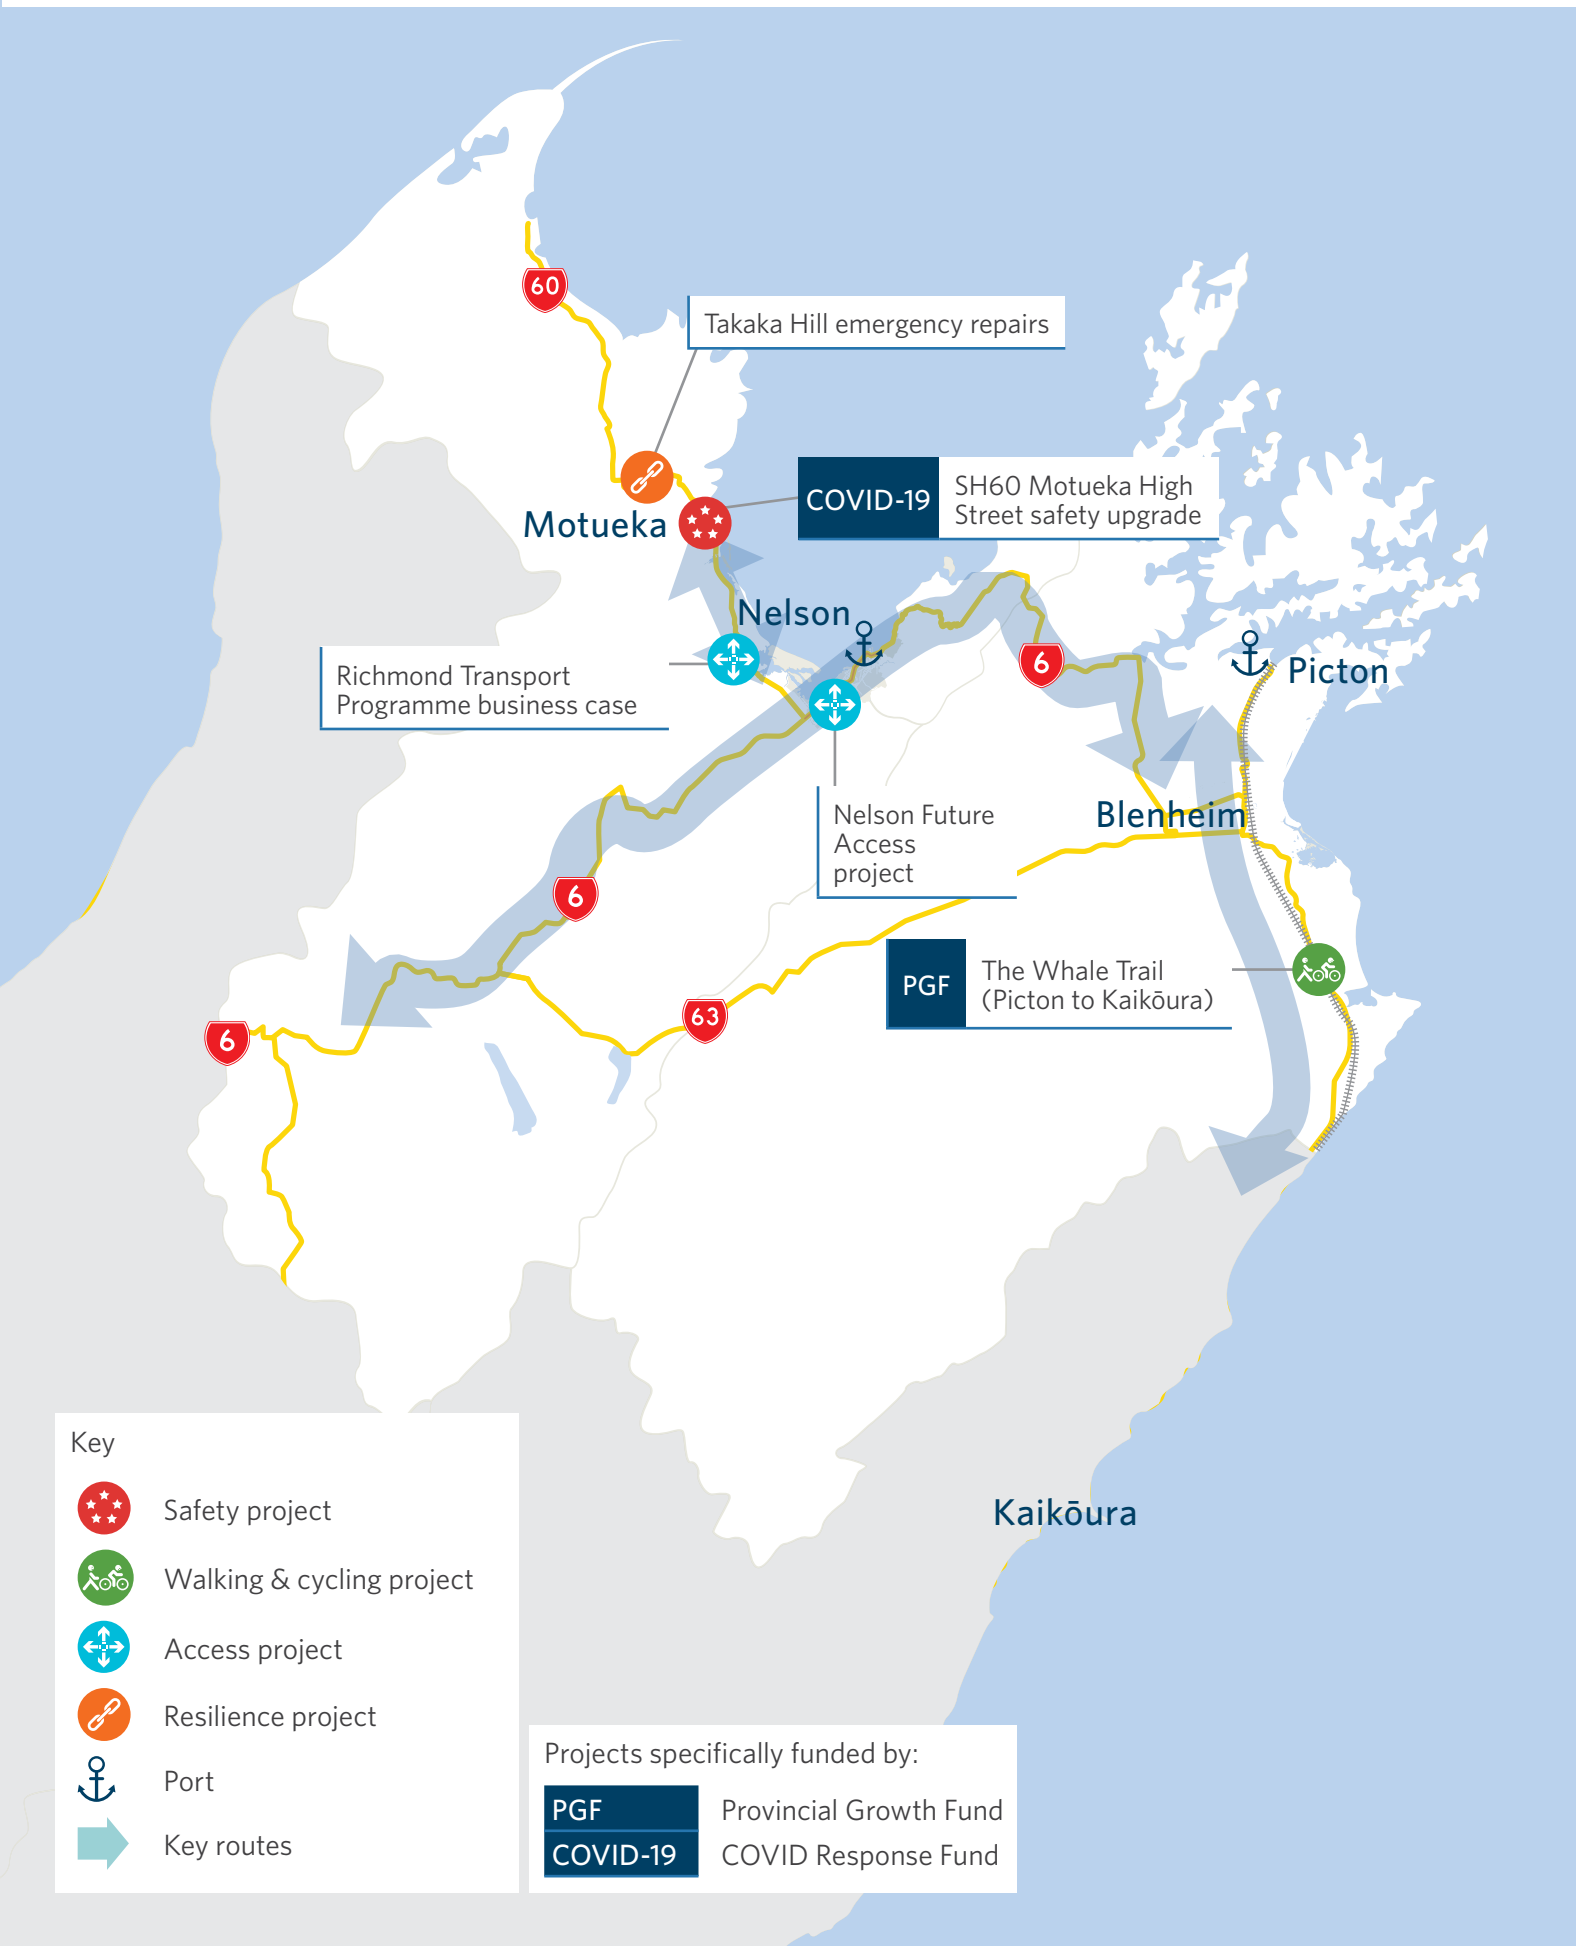 60
Takaka Hill emergency repairs
COVID-19
SH60 Motueka High
Street safety upgrade
Motueka
Nelson
Richmond Transport
Programme business case
6
Picton
Nelson Future
Access
project
Blenheim
6
PGF
The Whale Trail
(Picton to Kaikōura)
63
6
Kaikōura
Key
Safety project
Walking & cycling project
Access project
Resilience project
Port
Key routes
Projects specifically funded by:
PGF
Provincial Growth Fund
COVID-19
COVID Response Fund